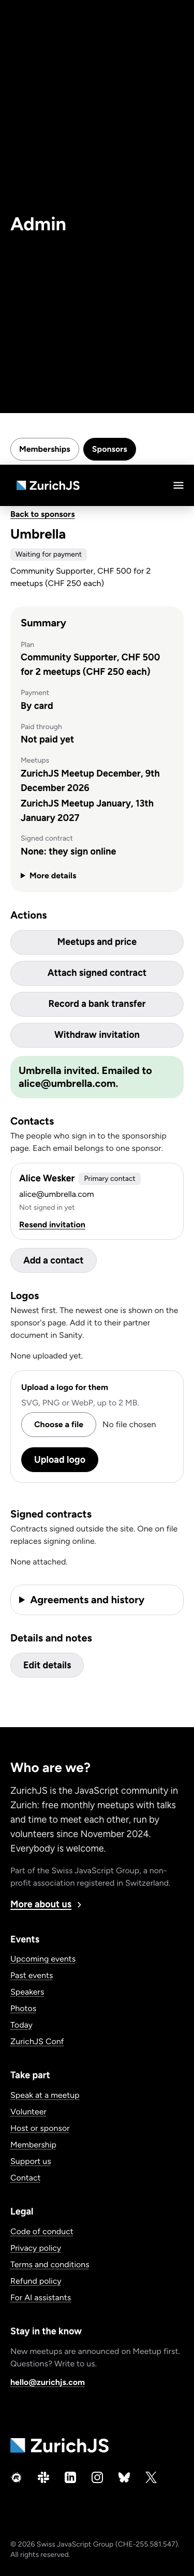 Admin
Memberships
Sponsors
ZurichJS
Back to sponsors
Umbrella
Waiting for payment
Community Supporter, CHF 500 for 2
meetups (CHF 250 each)
Summary
Plan
Community Supporter, CHF 500
for 2 meetups (CHF 250 each)
Payment
By card
Paid through
Not paid yet
Meetups
ZurichJS Meetup December, 9th
December 2026
ZurichJS Meetup January, 13th
January 2027
Signed contract
None: they sign online
More details
Actions
Meetups and price
Attach signed contract
Record a bank transfer
Withdraw invitation
Umbrella invited. Emailed to
alice@umbrella.com.
Contacts
The people who sign in to the sponsorship
page. Each email belongs to one sponsor.
Alice Wesker Primary contact
alice@umbrella.com
Not signed in yet
Resend invitation
Add a contact
Logos
Newest first. The newest one is shown on the
sponsor's page. Add it to their partner
document in Sanity.
None uploaded yet.
Upload a logo for them
SVG, PNG or WebP, up to 2 MB.
Choose a file No file chosen
Upload logo
Signed contracts
Contracts signed outside the site. One on file
replaces signing online.
None attached.
Agreements and history
Details and notes
Edit details
Who are we?
ZurichJS is the JavaScript community in
Zurich: free monthly meetups with talks
and time to meet each other, run by
volunteers since November 2024.
Everybody is welcome.
Part of the Swiss JavaScript Group, a non-
profit association registered in Switzerland.
More about us
Events
Upcoming events
Past events
Speakers
Photos
Today
ZurichJS Conf
Take part
Speak at a meetup
Volunteer
Host or sponsor
Membership
Support us
Contact
Legal
Code of conduct
Privacy policy
Terms and conditions
Refund policy
For AI assistants
Stay in the know
New meetups are announced on Meetup first.
Questions? Write to us.
hello@zurichjs.com
ZurichJS
© 2026 Swiss JavaScript Group (CHE-255.581.547).
All rights reserved.